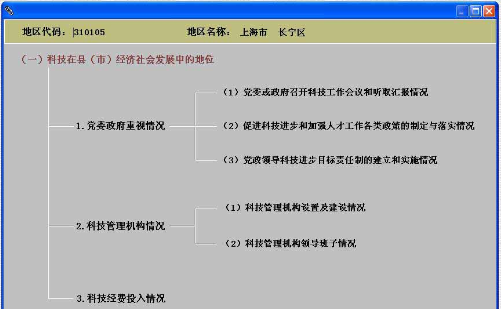 地区代码：310105 地区名称：上海市 长宁区
（一）科技在县（市）经济社会发展中的地位
（1）党委或政府召开科技工作会议和听取汇报情况
1.党委政府重视情况
（2）促进科技进步和加强人才工作各类政策的制定与落实情况
（3）党政领导科技进步目标责任制的建立和实施情况
（1）科技管理机构设置及建设情况
2.科技管理机构情况
（2）科技管理机构领导班子情况
3.科技经费投入情况